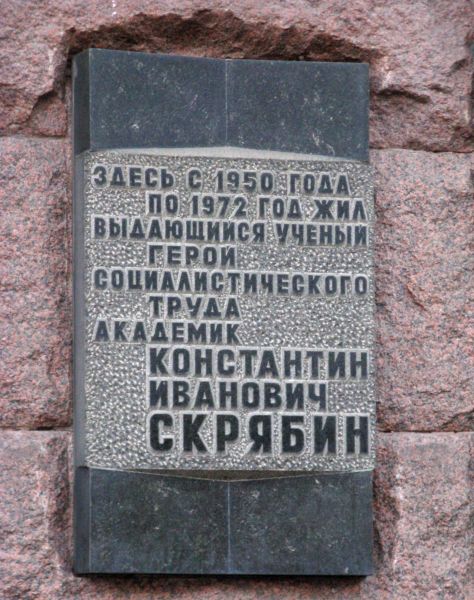 ЗДЕСЬ С 1950 ГОДА
ПО 1972 ГОД ЖИЛ
ВЫДАЮЩИЙСЯ УЧЕНЫЙ
ГЕРОЙ
СОЦИАЛИСТИЧЕСКОГО
ТРУДА
АКАДЕМИК
КОНСТАНТИН
ИВАНОВИЧ
СКРЯБИН